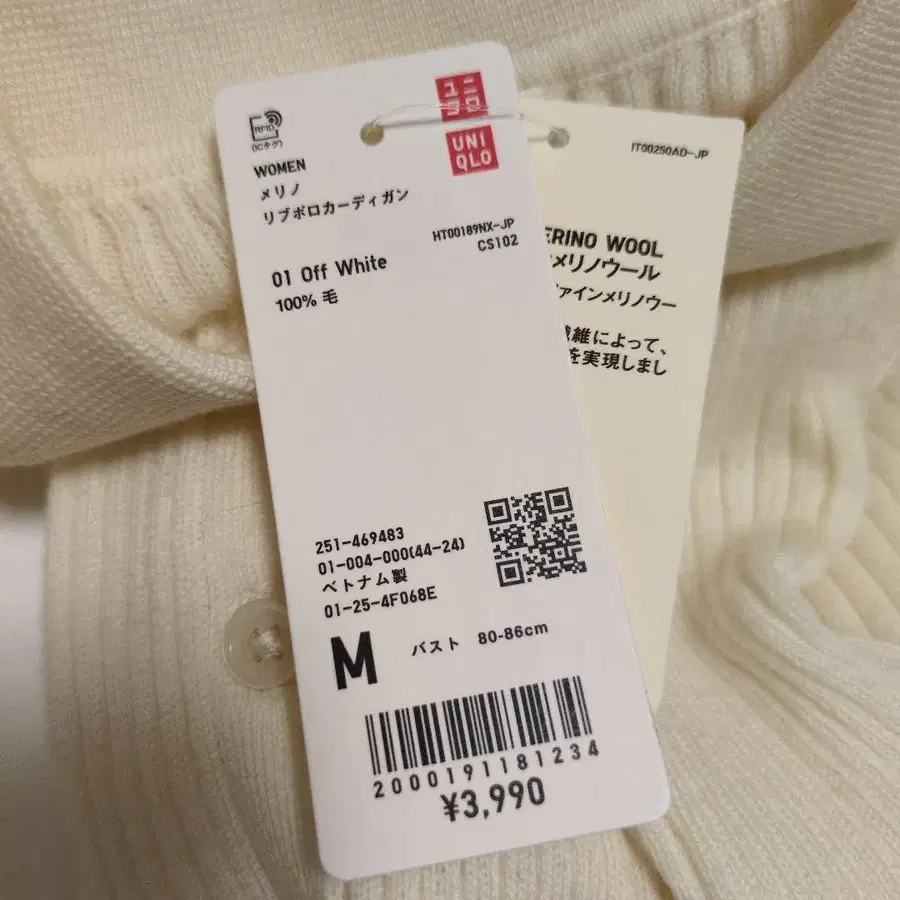 ユニ
クロ
UNI
QLO
RFID
(ICタグ)
WOMEN
メリノ
リブポロカーディガン
HT00189NX-JP
CS102
01 Off White
100% 毛
251-469483
01-004-000(44-24)
ベトナム製
01-25-4F068E
M バスト 80-86cm
2000191181234
¥3,990
IT00250AD-JP
ERINO WOOL
メリノウール
ァインメリノウー
維によって、
を実現しまし